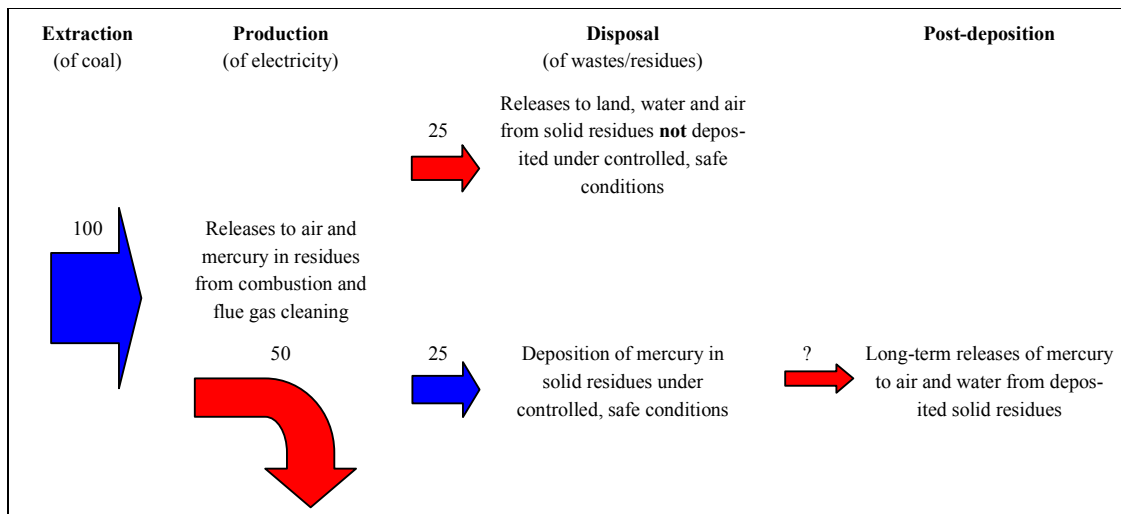 Extraction
(of coal)
Production
(of electricity)
Disposal
(of wastes/residues)
Post-deposition
25
Releases to land, water and air
from solid residues not depos-
ited under controlled, safe
conditions
100
Releases to air and
mercury in residues
from combustion and
flue gas cleaning
50
25
Deposition of mercury in
solid residues under
controlled, safe conditions
?
Long-term releases of mercury
to air and water from depos-
ited solid residues